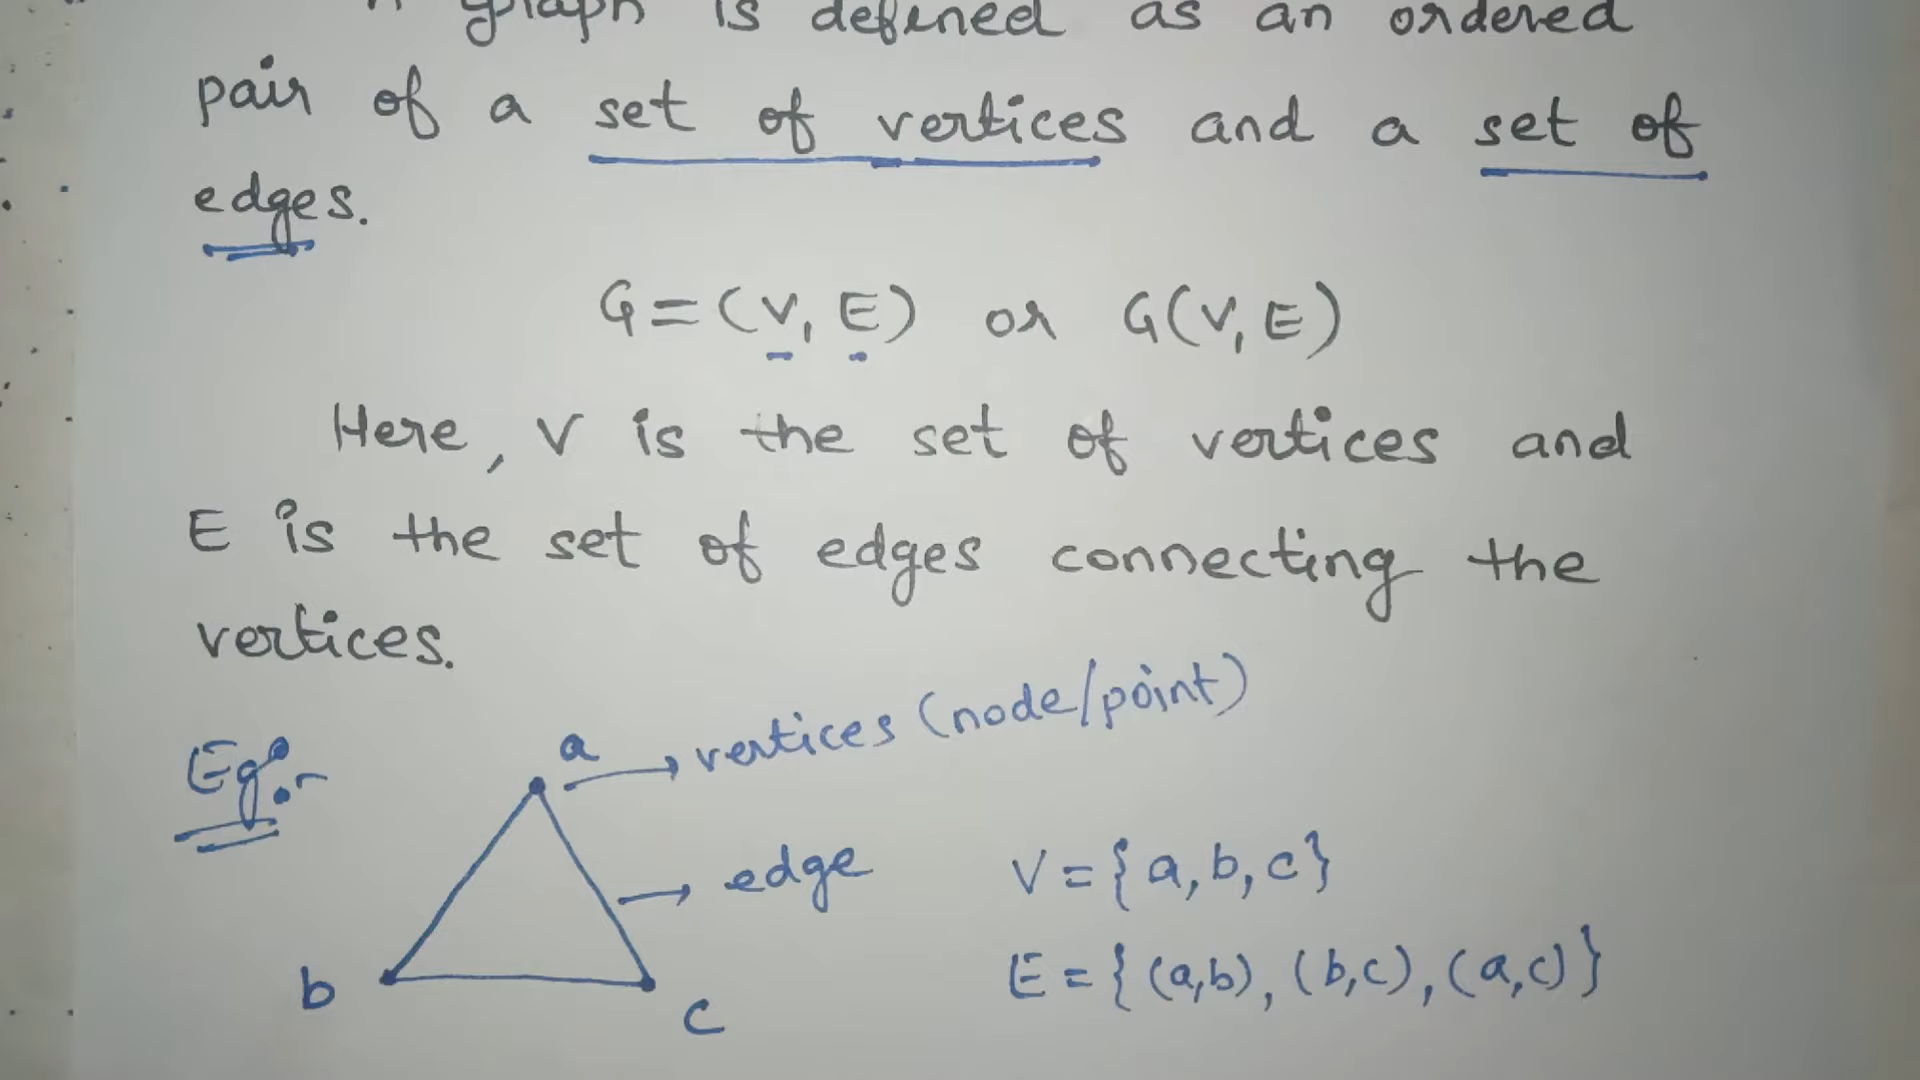 graph is defined as an ordered
pair of a set of vertices and a set of
edges.
G=(V, E) or G(V, E)
Here, V is the set of vertices and
E is the set of edges connecting the
vertices.
Eg:-
a → vertices (node/point)
→ edge
V={a,b,c}
b
c
E={(a,b), (b,c), (a,c)}